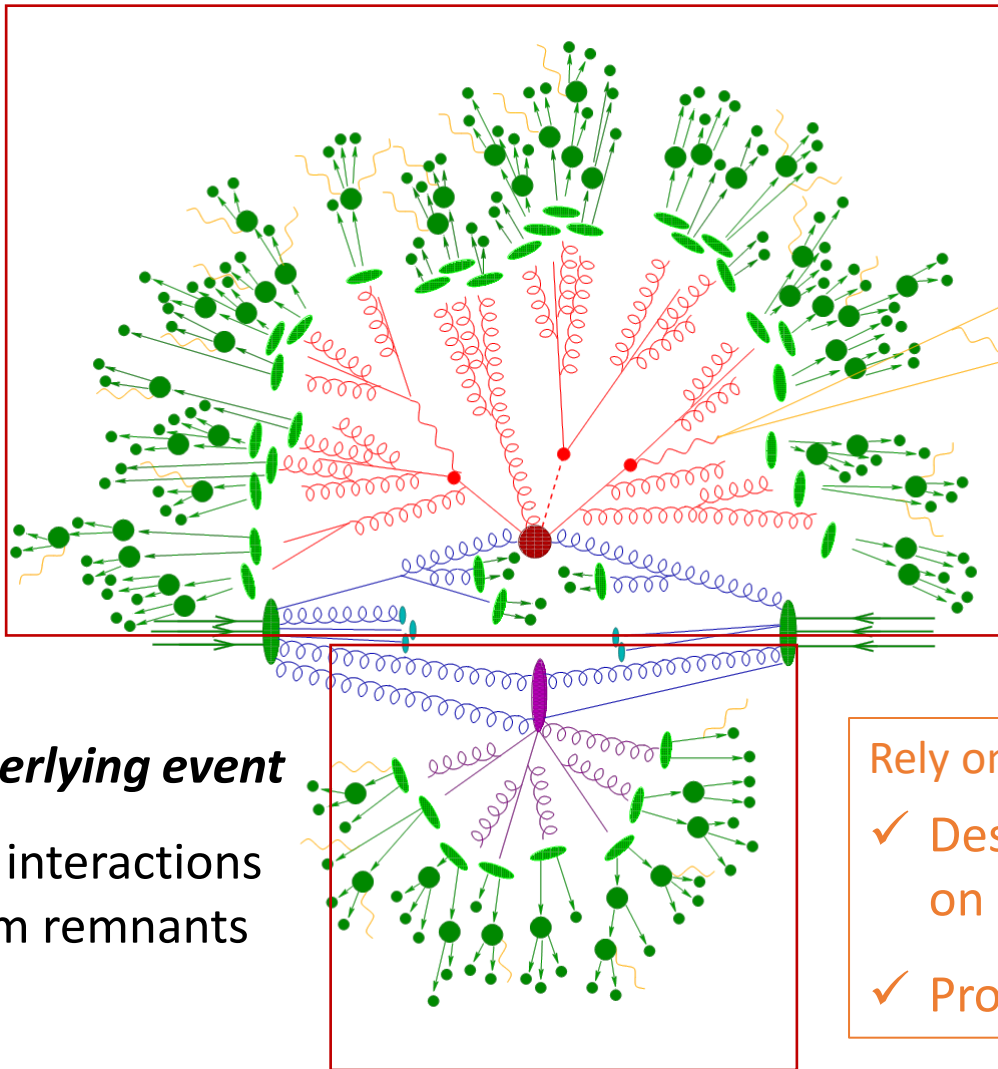 erlying event
interactions
m remnants
Rely or
✓ Des
on
✓ Pro